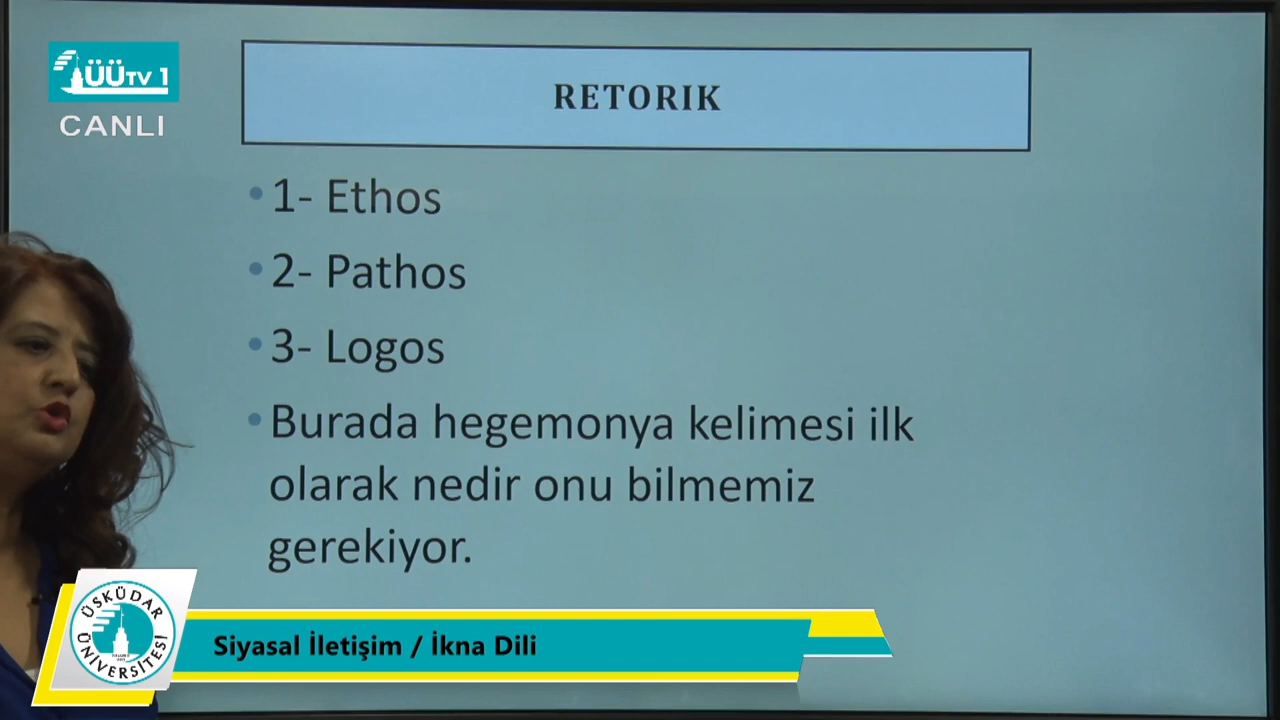 ÜÜTV 1
CANLI
RETORIK
• 1- Ethos
• 2- Pathos
• 3- Logos
• Burada hegemonya kelimesi ilk
olarak nedir onu bilmemiz
gerekiyor.
ÜSKÜDAR
ÜNİVERSİTESİ
Siyasal İletişim / İkna Dili